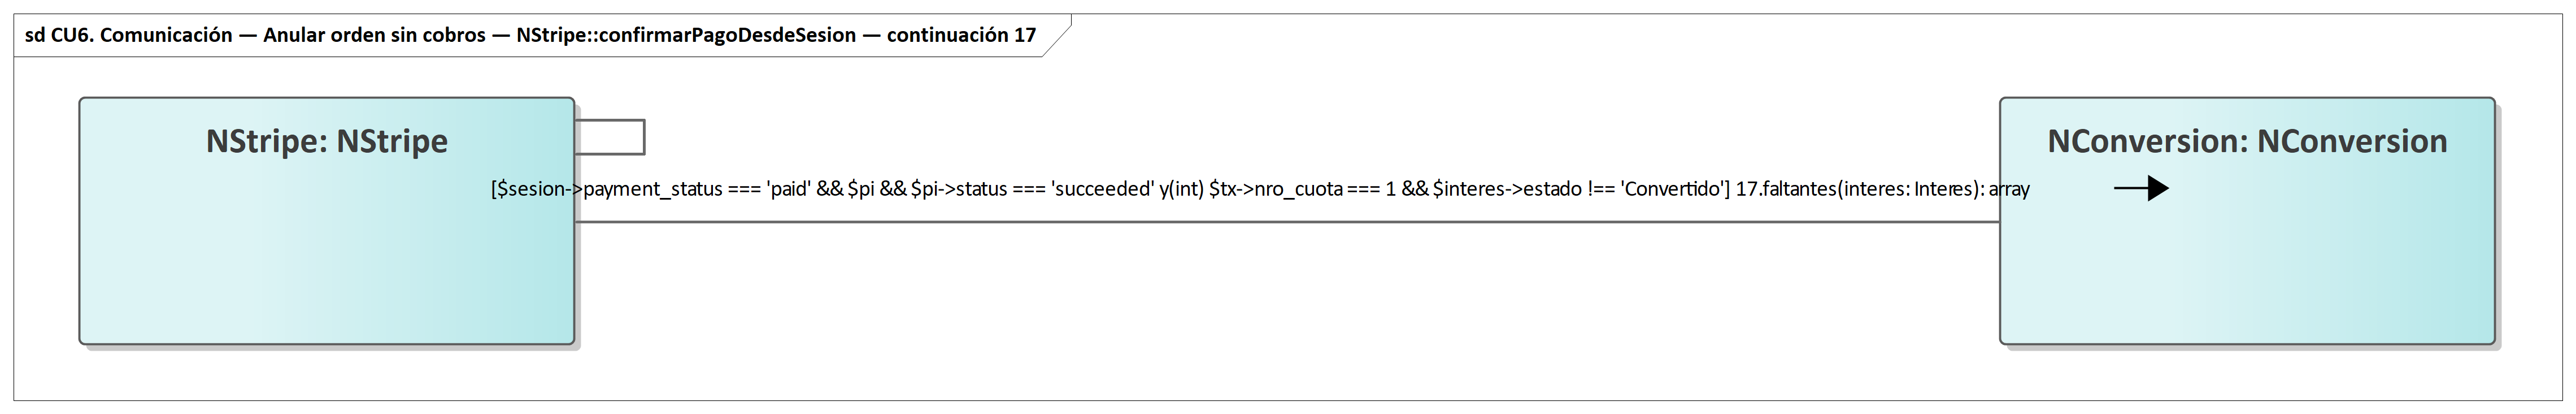 sd CU6. Comunicación — Anular orden sin cobros — NStripe::confirmarPagoDesdeSesion — continuación 17
NStripe: NStripe
NConversion: NConversion
[$sesion->payment_status === 'paid' && $pi && $pi->status === 'succeeded' y(int) $tx->nro_cuota === 1 && $interes->estado !== 'Convertido'] 17.faltantes(interes: Interes): array